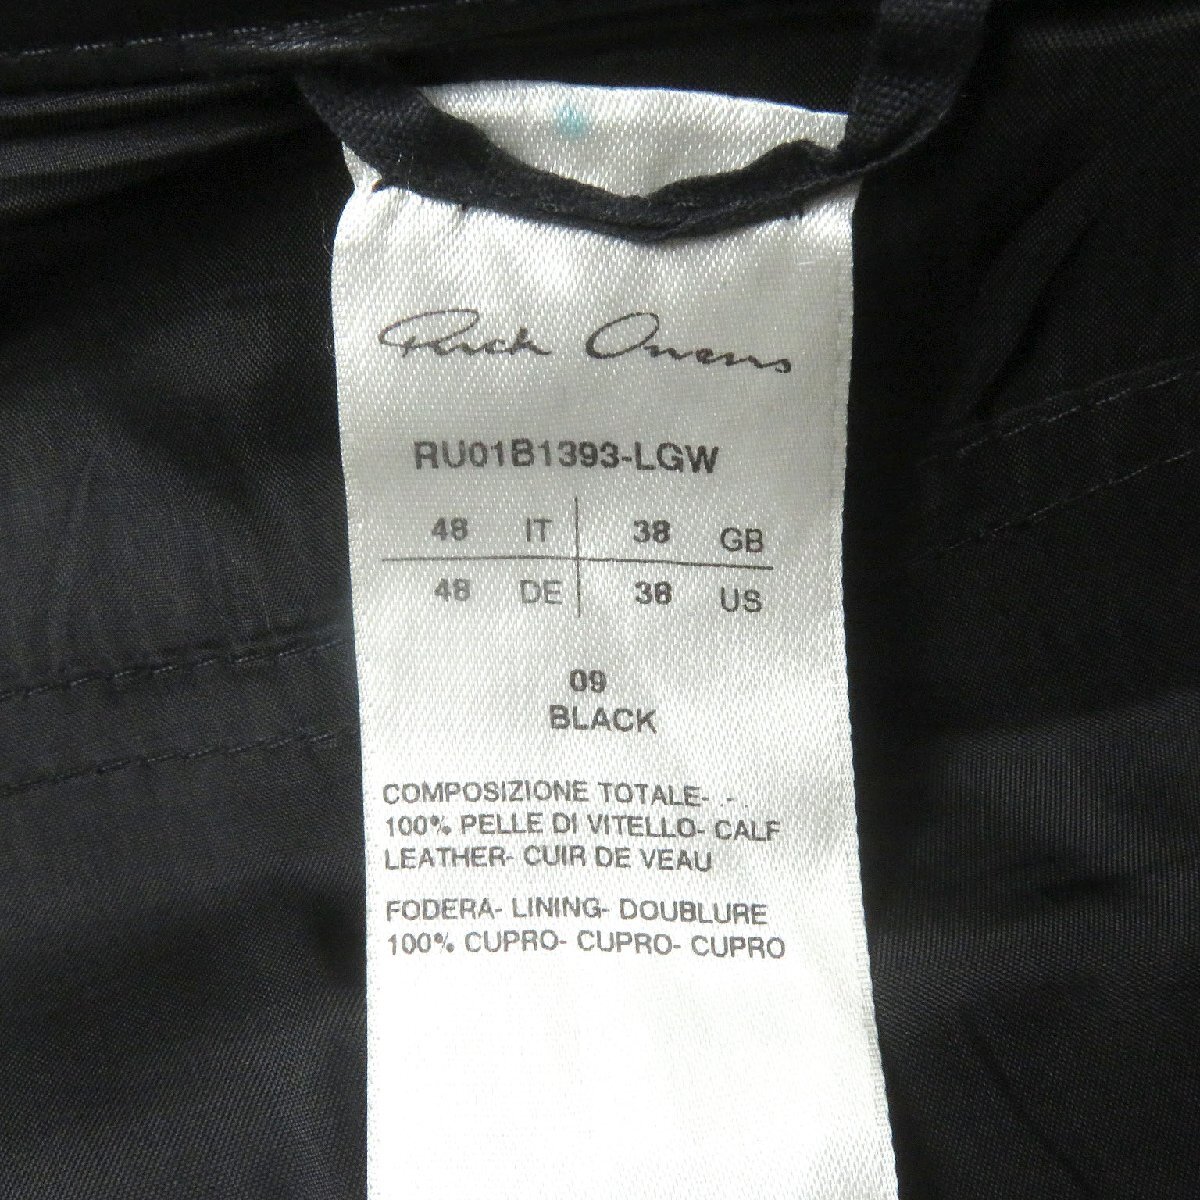 Rick Owens
RU01B1393-LGW
48 IT 38 GB
48 DE 38 US
09
BLACK
COMPOSIZIONE TOTALE- - .
100% PELLE DI VITELLO- CALF
LEATHER- CUIR DE VEAU
FODERA- LINING- DOUBLURE
100% CUPRO- CUPRO- CUPRO